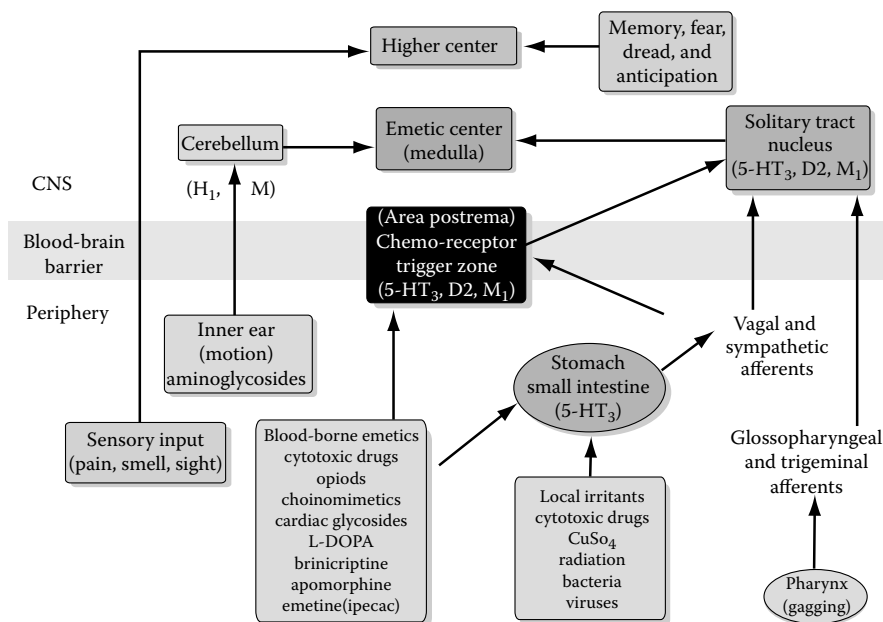 Higher center
Memory, fear,
dread, and
anticipation
Cerebellum
Emetic center
(medulla)
Solitary tract
nucleus
(5-HT₃, D2, M₁)
CNS
(H₁, M)
Blood-brain
barrier
(Area postrema)
Chemo-receptor
trigger zone
(5-HT₃, D2, M₁)
Periphery
Inner ear
(motion)
aminoglycosides
Vagal and
sympathetic
afferents
Stomach
small intestine
(5-HT₃)
Sensory input
(pain, smell, sight)
Blood-borne emetics
cytotoxic drugs
opiods
choinomimetics
cardiac glycosides
L-DOPA
brinicriptine
apomorphine
emetine(ipecac)
Local irritants
cytotoxic drugs
CuSo₄
radiation
bacteria
viruses
Glossopharyngeal
and trigeminal
afferents
Pharynx
(gagging)